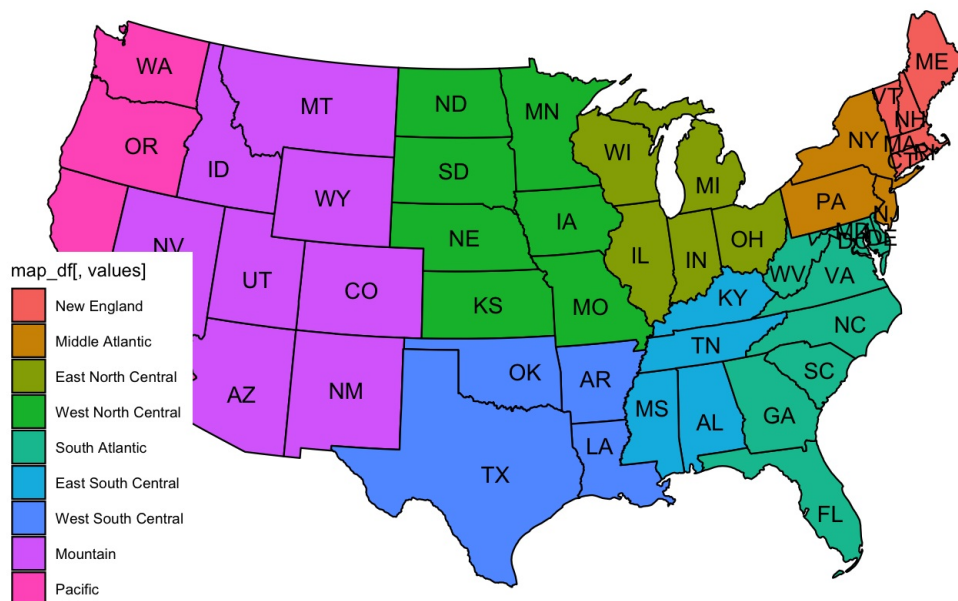 ME
WA
VT
MT
ND
MN
NH
NY
OR
MA
RI
CT
WI
ID
SD
MI
WY
PA
NJ
IA
NE
OH
DE
NV
IL
IN
WV
VA
UT
CO
KS
MO
KY
NC
TN
OK
SC
AR
AZ
NM
MS
GA
AL
LA
TX
FL
map_df[, values]
New England
Middle Atlantic
East North Central
West North Central
South Atlantic
East South Central
West South Central
Mountain
Pacific